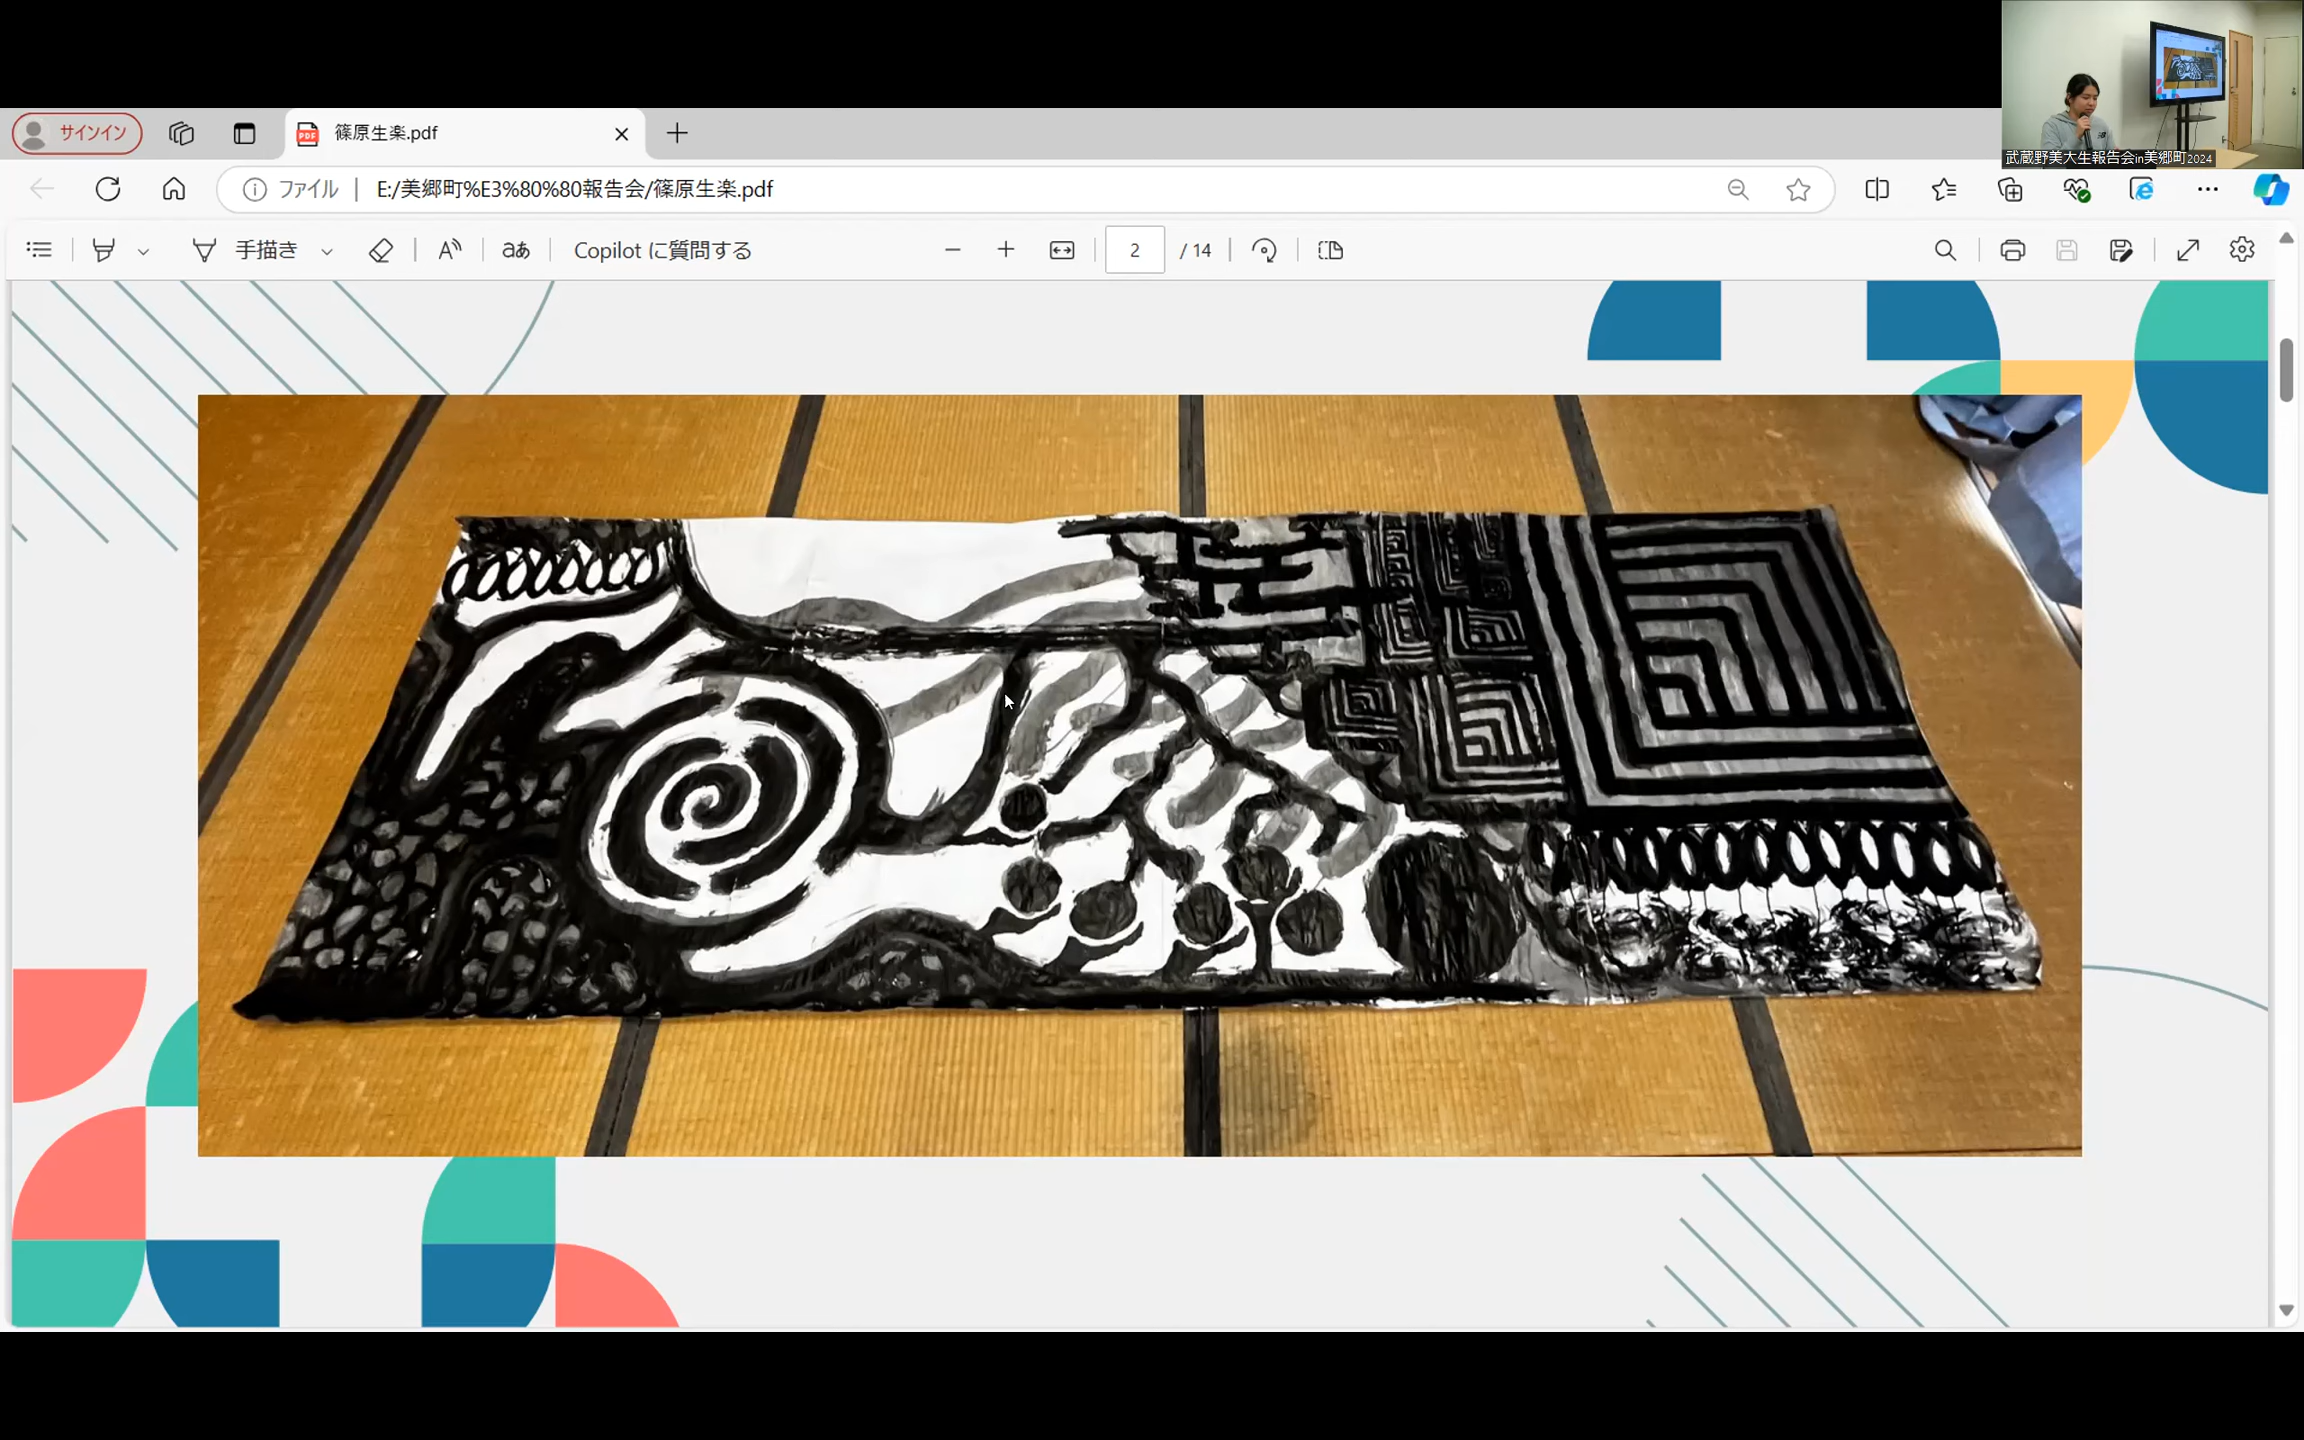 武蔵野美大生報告会in美郷町2024
サインイン
篠原生楽.pdf
ファイル
E:/美郷町%E3%80%80報告会/篠原生楽.pdf
手描き
A
aあ
Copilot に質問する
2 / 14